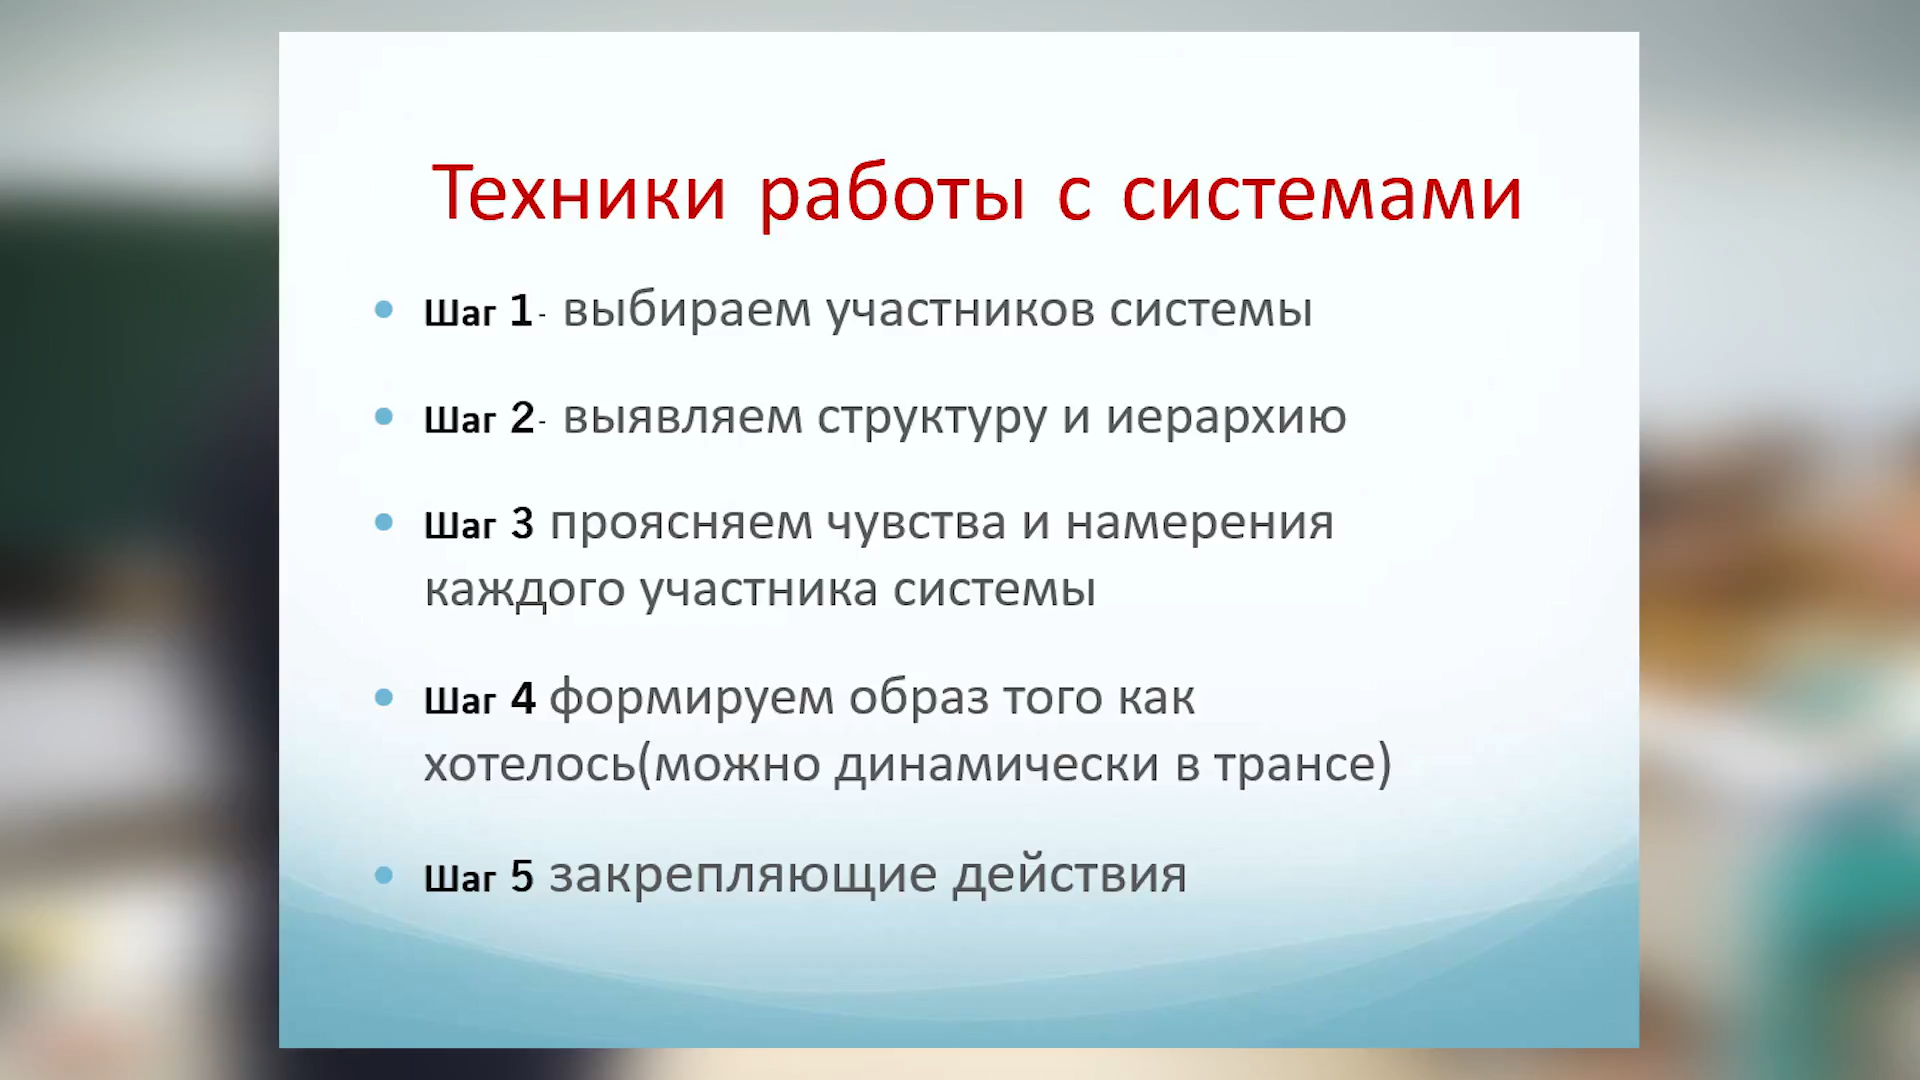 Техники работы с системами
• Шаг 1- выбираем участников системы
• Шаг 2- выявляем структуру и иерархию
• Шаг 3 проясняем чувства и намерения
каждого участника системы
• Шаг 4 формируем образ того как
хотелось(можно динамически в трансе)
• Шаг 5 закрепляющие действия